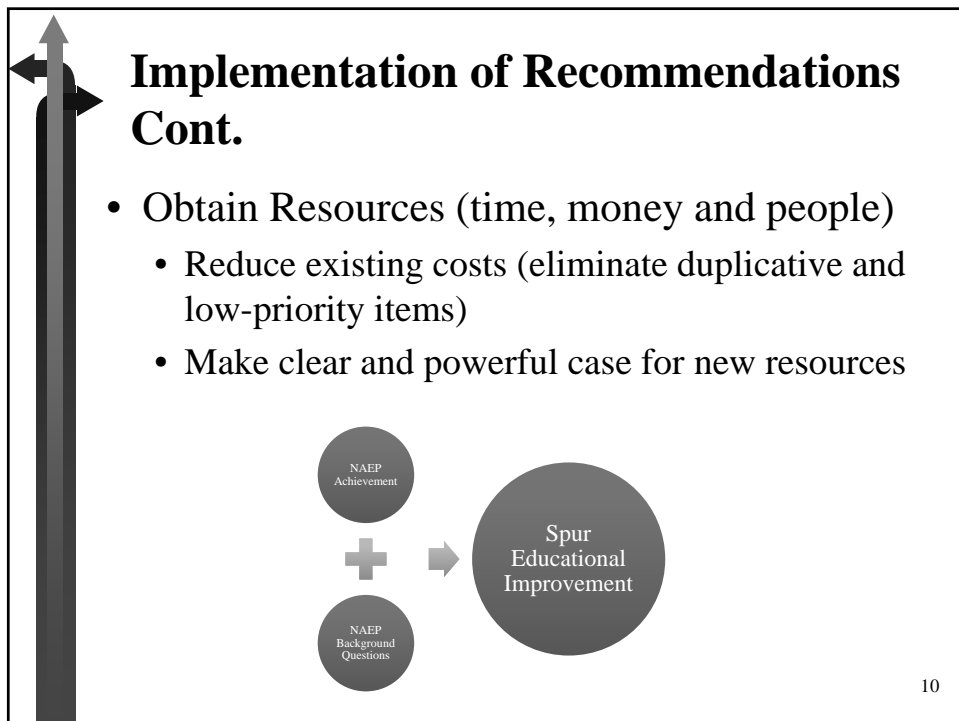 Implementation of Recommendations
Cont.
• Obtain Resources (time, money and people)
• Reduce existing costs (eliminate duplicative and
low-priority items)
• Make clear and powerful case for new resources
NAEP
Achievement
NAEP
Background
Questions
Spur
Educational
Improvement
10